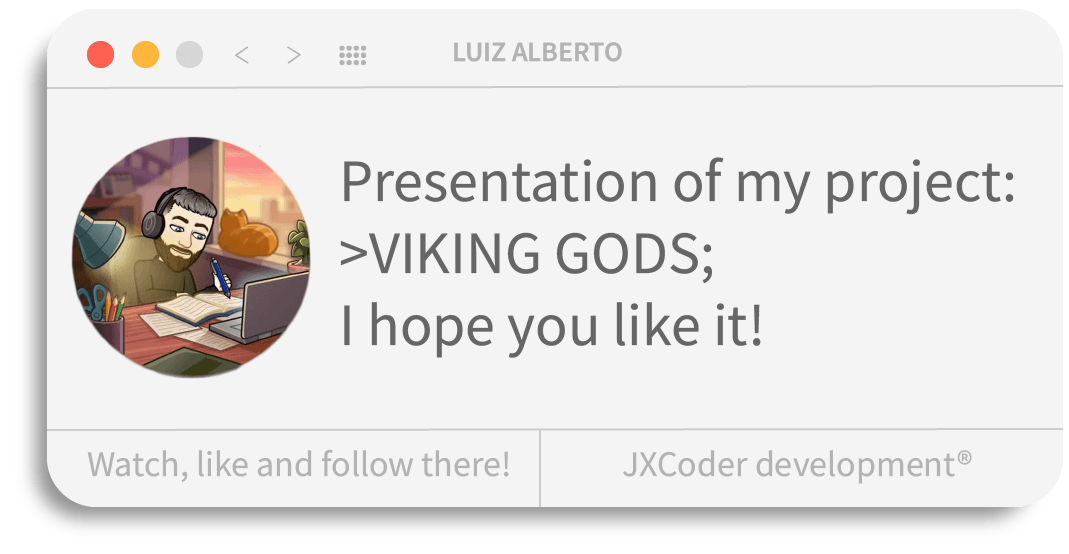 LUIZ ALBERTO
Presentation of my project:
>VIKING GODS;
I hope you like it!
Watch, like and follow there!
JXCoder development®